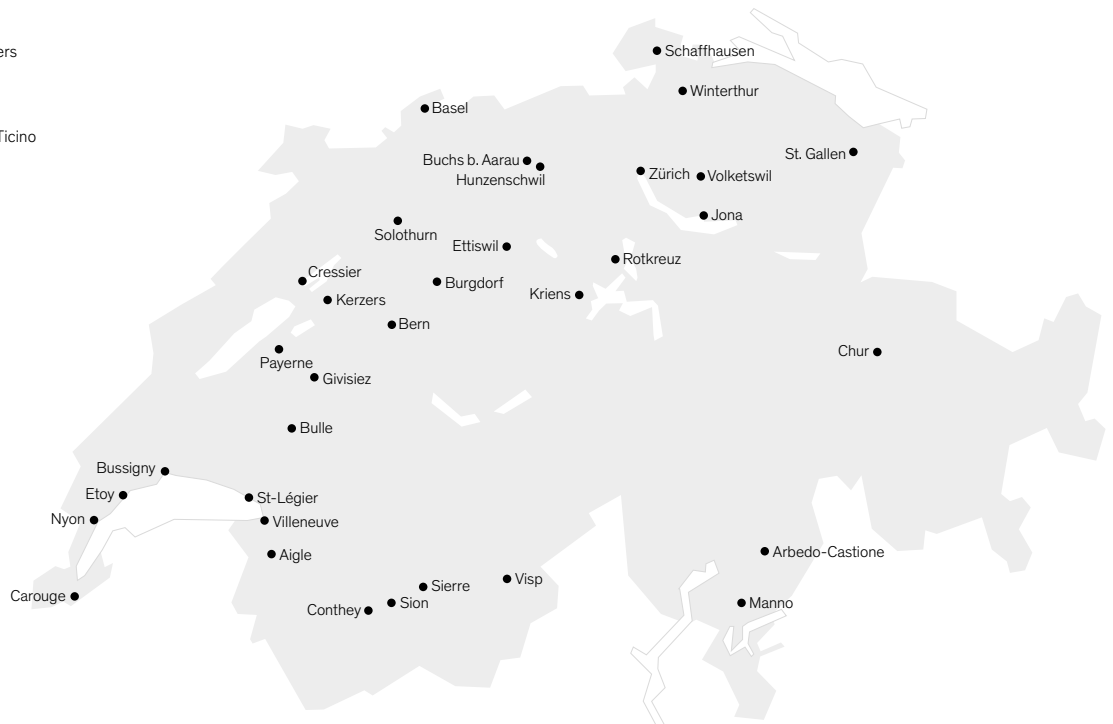 ers
Schaffhausen
Winterthur
Basel
Ticino
St. Gallen
Buchs b. Aarau
Hunzenschwil
Zürich
Volketswil
Jona
Solothurn
Ettiswil
Rotkreuz
Cressier
Burgdorf
Kriens
Kerzers
Bern
Chur
Payerne
Givisiez
Bulle
Bussigny
Etoy
St-Légier
Nyon
Villeneuve
Aigle
Arbedo-Castione
Visp
Sierre
Carouge
Sion
Manno
Conthey